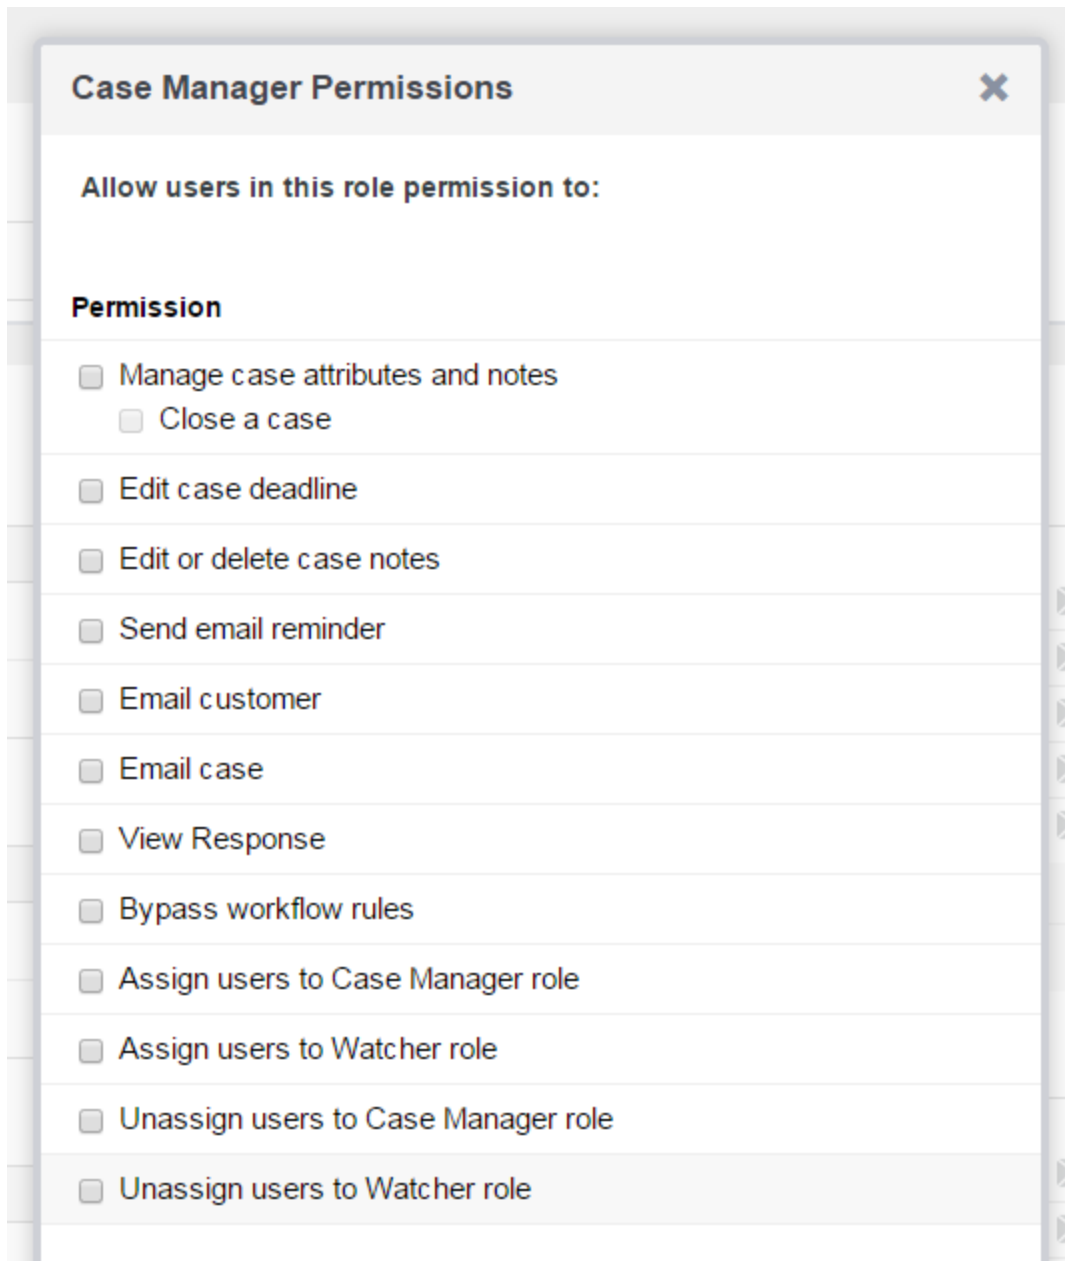 Case Manager Permissions
Allow users in this role permission to:
Permission
Manage case attributes and notes
Close a case
Edit case deadline
Edit or delete case notes
Send email reminder
Email customer
Email case
View Response
Bypass workflow rules
Assign users to Case Manager role
Assign users to Watcher role
Unassign users to Case Manager role
Unassign users to Watcher role